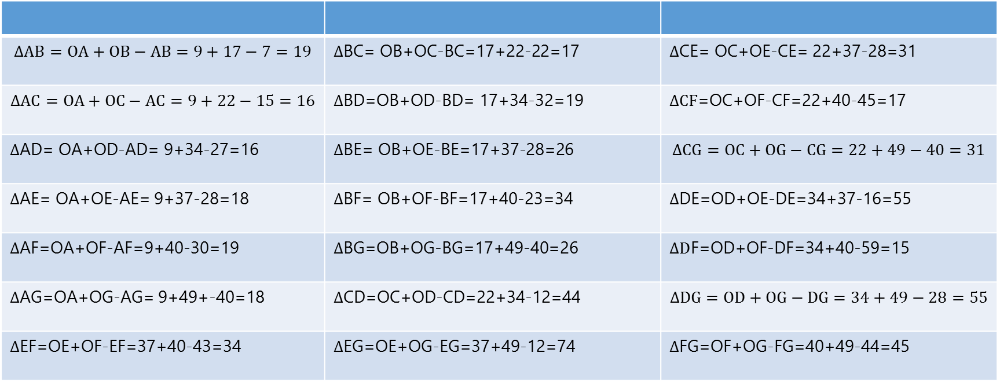 ΔAB = OA + OB − AB = 9 + 17 − 7 = 19
ΔBC= OB+OC-BC=17+22-22=17
ΔCE= OC+OE-CE= 22+37-28=31
ΔAC = OA + OC − AC = 9 + 22 − 15 = 16
ΔBD=OB+OD-BD= 17+34-32=19
ΔCF=OC+OF-CF=22+40-45=17
ΔAD= OA+OD-AD= 9+34-27=16
ΔBE= OB+OE-BE=17+37-28=26
ΔCG = OC + OG − CG = 22 + 49 − 40 = 31
ΔAE= OA+OE-AE= 9+37-28=18
ΔBF= OB+OF-BF=17+40-23=34
ΔDE=OD+OE-DE=34+37-16=55
ΔAF=OA+OF-AF=9+40-30=19
ΔBG=OB+OG-BG=17+49-40=26
ΔDF=OD+OF-DF=34+40-59=15
ΔAG=OA+OG-AG= 9+49+-40=18
ΔCD=OC+OD-CD=22+34-12=44
ΔDG = OD + OG − DG = 34 + 49 − 28 = 55
ΔEF=OE+OF-EF=37+40-43=34
ΔEG=OE+OG-EG=37+49-12=74
ΔFG=OF+OG-FG=40+49-44=45